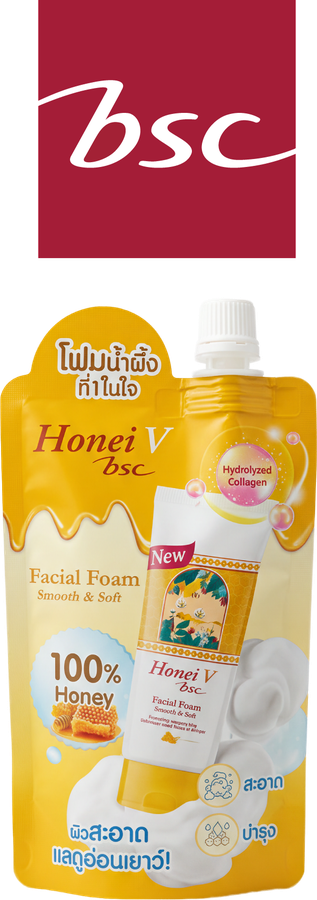 bsc
โฟมน้ำผึ้ง
ที่1ในใจ
Honei V
bsc
Hydrolyzed
Collagen
New
Facial Foam
Smooth & Soft
100%
Honey
Honei V
bsc
Facial Foam
Smooth & Soft
สะอาด
บำรุง
ผิวสะอาด
แลดูอ่อนเยาว์!